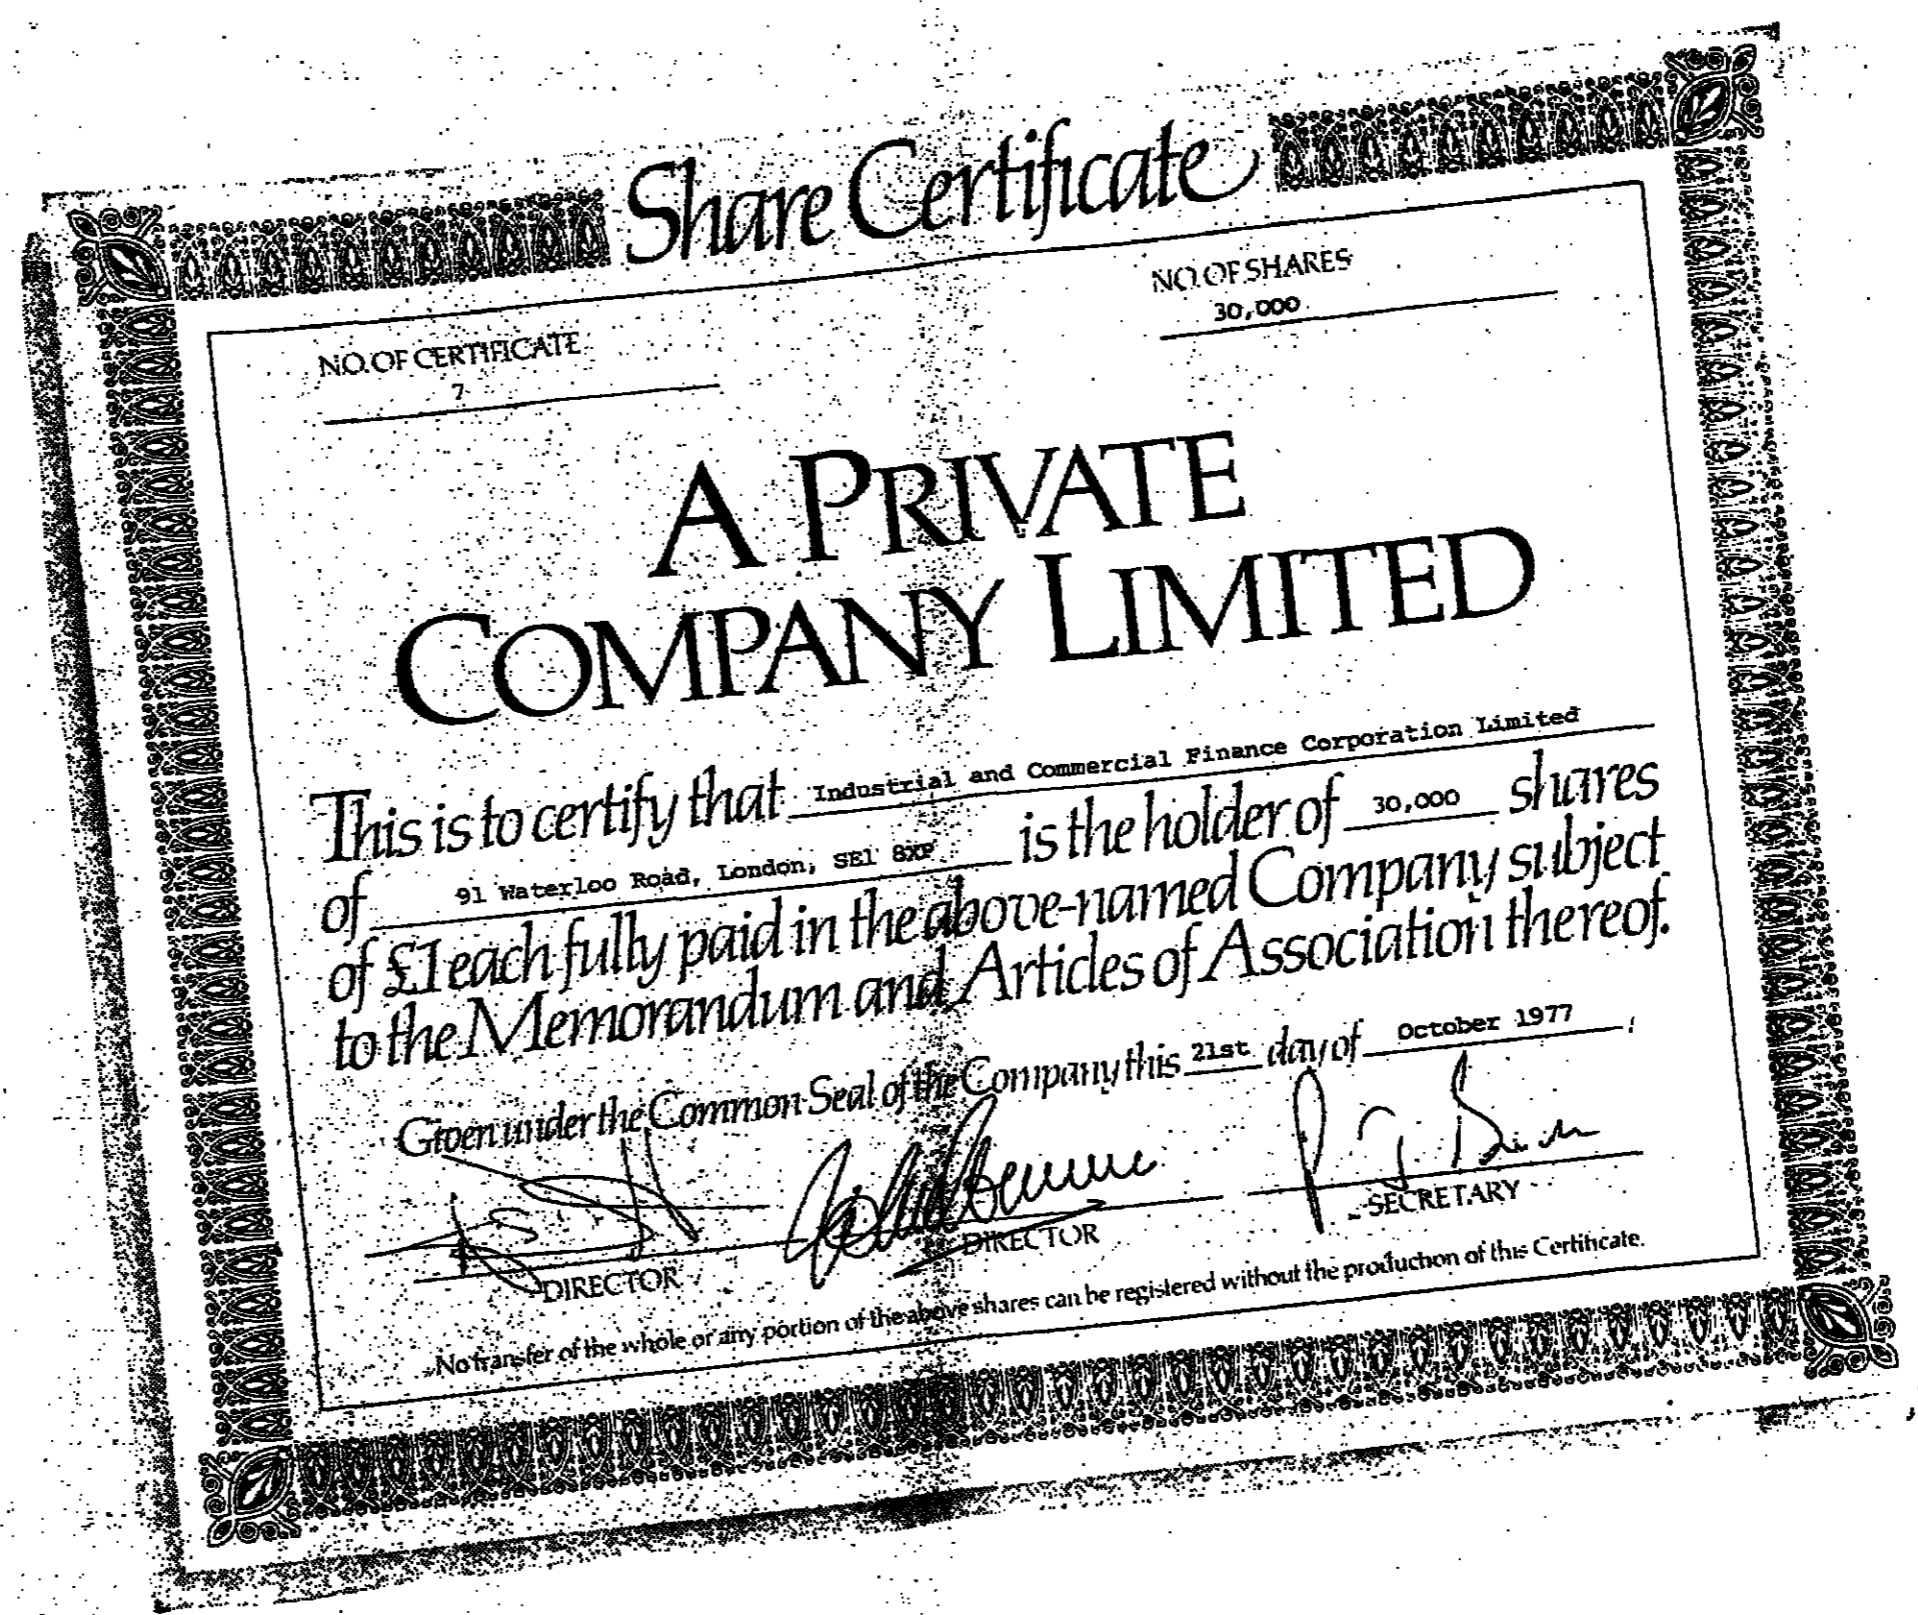 Share Certificate
NO. OF CERTIFICATE
7
NO. OF SHARES
30,000
A PRIVATE
COMPANY LIMITED
This is to certify that Industrial and Commercial Finance Corporation Limited
of 91 Waterloo Road, London, SE1 8XP is the holder of 30,000 shares
of £1 each fully paid in the above-named Company subject
to the Memorandum and Articles of Association thereof.
Given under the Common Seal of the Company this 21st day of October 1977
DIRECTOR
DIRECTOR
SECRETARY
No transfer of the whole or any portion of the above shares can be registered without the production of this Certificate.